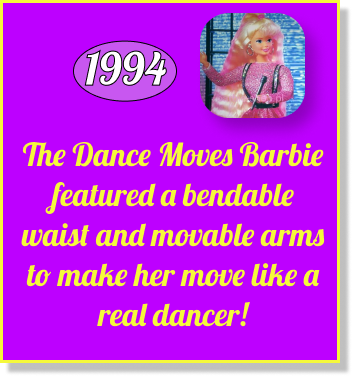 1994
The Dance Moves Barbie
featured a bendable
waist and movable arms
to make her move like a
real dancer!